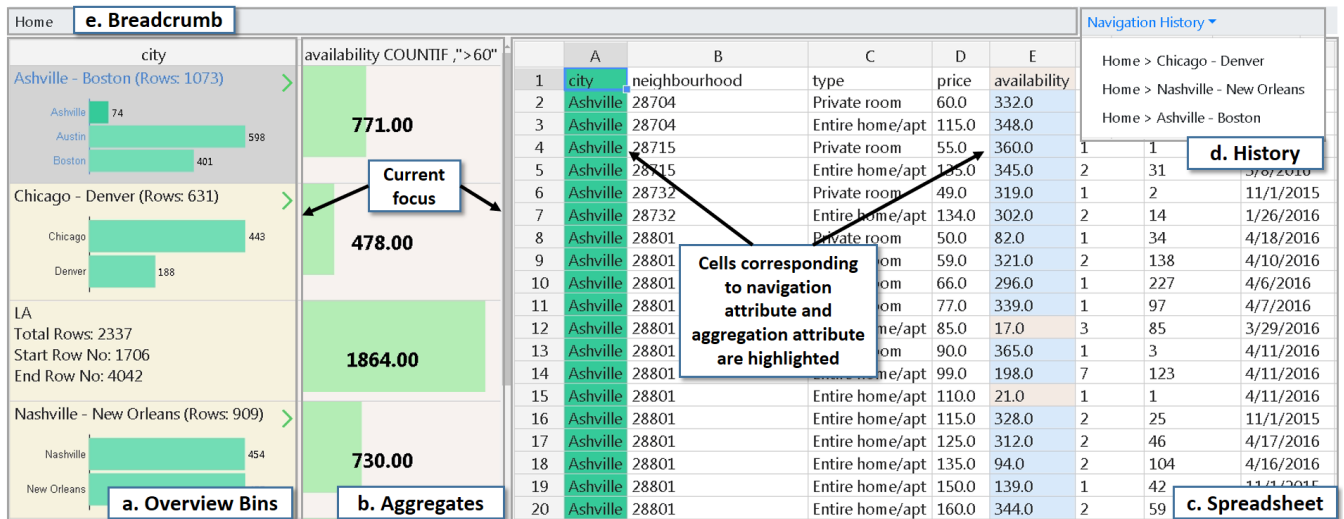 Home
e. Breadcrumb
Navigation History
Home > Chicago - Denver
Home > Nashville - New Orleans
Home > Ashville - Boston
d. History
city
Ashville - Boston (Rows: 1073)
Ashville 74
Austin 598
Boston 401
Chicago - Denver (Rows: 631)
Chicago 443
Denver 188
LA
Total Rows: 2337
Start Row No: 1706
End Row No: 4042
Nashville - New Orleans (Rows: 909)
Nashville 454
New Orleans
a. Overview Bins
availability COUNTIF ,">60"
771.00
478.00
1864.00
730.00
b. Aggregates
Current
focus
A B C D E
1 city neighbourhood type price availability
2 Ashville 28704 Private room 60.0 332.0
3 Ashville 28704 Entire home/apt 115.0 348.0
4 Ashville 28715 Private room 55.0 360.0 1 1
5 Ashville 28715 Entire home/apt 135.0 345.0 2 31 3/8/2016
6 Ashville 28732 Private room 49.0 319.0 1 2 11/1/2015
7 Ashville 28732 Entire home/apt 134.0 302.0 2 14 1/26/2016
8 Ashville 28801 Private room 50.0 82.0 1 34 4/18/2016
9 Ashville 28801 room 59.0 321.0 2 138 4/10/2016
10 Ashville 28801 room 66.0 296.0 1 227 4/6/2016
11 Ashville 28801 oom 77.0 339.0 1 97 4/7/2016
12 Ashville 28801 me/apt 85.0 17.0 3 85 3/29/2016
13 Ashville 28801 oom 90.0 365.0 1 3 4/11/2016
14 Ashville 28801 Entire home/apt 99.0 198.0 7 123 4/11/2016
15 Ashville 28801 Entire home/apt 110.0 21.0 1 1 4/11/2016
16 Ashville 28801 Entire home/apt 115.0 328.0 2 25 11/1/2015
17 Ashville 28801 Entire home/apt 125.0 312.0 2 46 4/17/2016
18 Ashville 28801 Entire home/apt 135.0 94.0 2 104 4/16/2016
19 Ashville 28801 Entire home/apt 150.0 139.0 1 42 11/1/2015
20 Ashville 28801 Entire home/apt 160.0 344.0 2 59
Cells corresponding
to navigation
attribute and
aggregation attribute
are highlighted
c. Spreadsheet